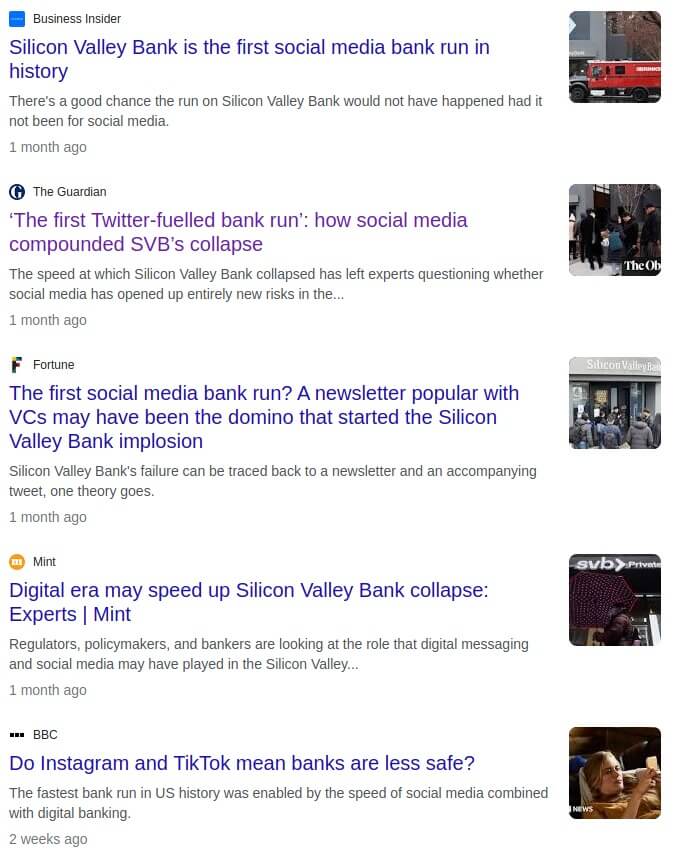 Business Insider
Silicon Valley Bank is the first social media bank run in
history
There's a good chance the run on Silicon Valley Bank would not have happened had it
not been for social media.
1 month ago
BRINKS
The Guardian
‘The first Twitter-fuelled bank run’: how social media
compounded SVB’s collapse
The speed at which Silicon Valley Bank collapsed has left experts questioning whether
social media has opened up entirely new risks in the...
1 month ago
The Ob
Fortune
The first social media bank run? A newsletter popular with
VCs may have been the domino that started the Silicon
Valley Bank implosion
Silicon Valley Bank's failure can be traced back to a newsletter and an accompanying
tweet, one theory goes.
1 month ago
Silicon Valley Ban
Mint
Digital era may speed up Silicon Valley Bank collapse:
Experts | Mint
Regulators, policymakers, and bankers are looking at the role that digital messaging
and social media may have played in the Silicon Valley...
1 month ago
svb Private
BBC
Do Instagram and TikTok mean banks are less safe?
The fastest bank run in US history was enabled by the speed of social media combined
with digital banking.
2 weeks ago
NEWS